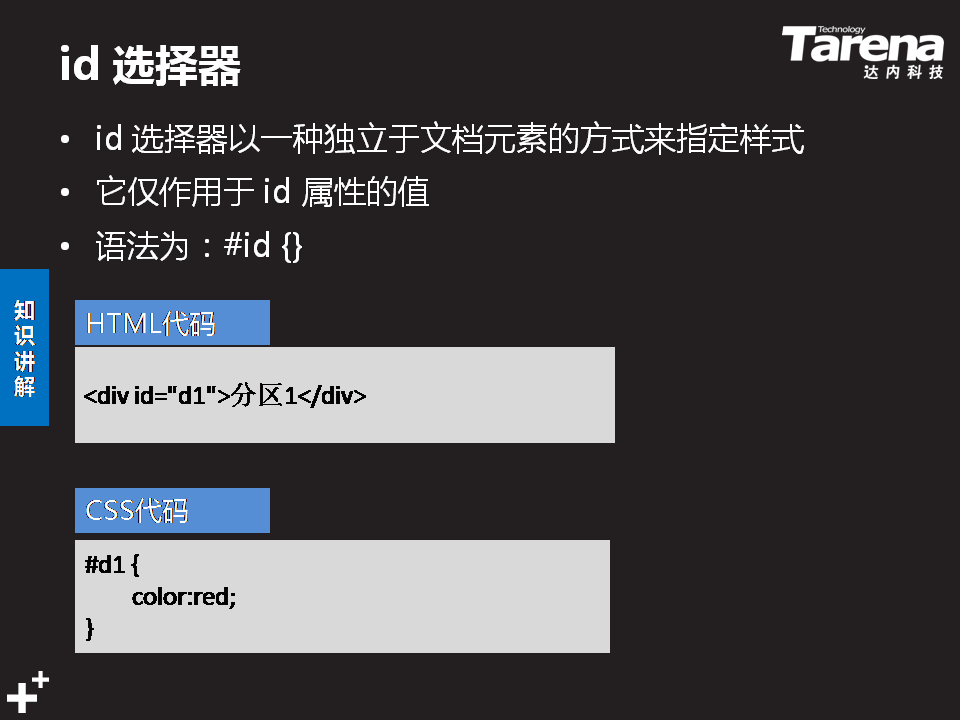 id 选择器
Technology
Tarena
达内科技
• id 选择器以一种独立于文档元素的方式来指定样式
• 它仅作用于 id 属性的值
• 语法为：#id {}
知识讲解
HTML代码
<div id="d1">分区1</div>
CSS代码
#d1 {
color:red;
}